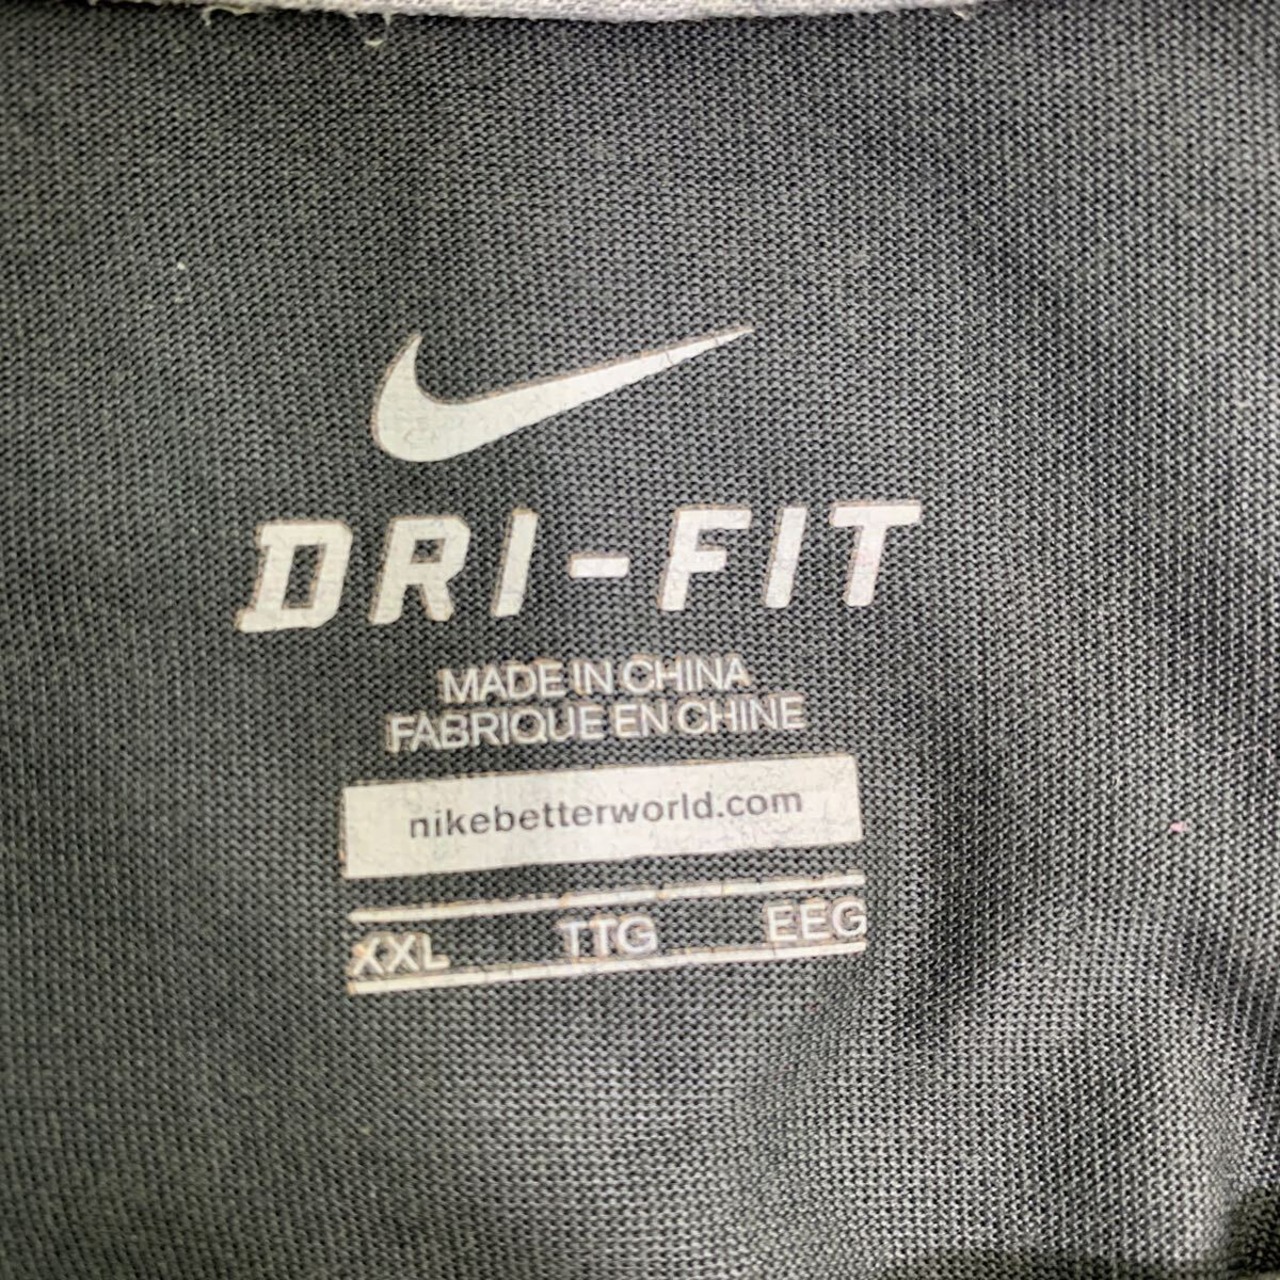 DRI-FIT
MADE IN CHINA
FABRIQUE EN CHINE
nikebetterworld.com
XXL TTG EEG